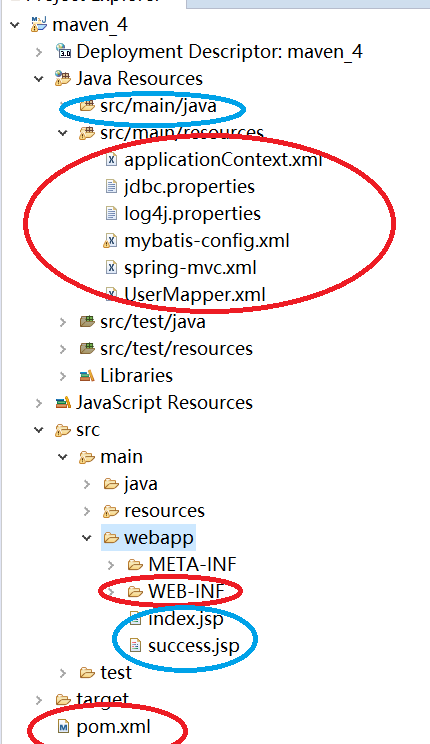 Project Explorer
maven_4
Deployment Descriptor: maven_4
Java Resources
src/main/java
src/main/resources
applicationContext.xml
jdbc.properties
log4j.properties
mybatis-config.xml
spring-mvc.xml
UserMapper.xml
src/test/java
src/test/resources
Libraries
JavaScript Resources
src
main
java
resources
webapp
META-INF
WEB-INF
index.jsp
success.jsp
test
target
pom.xml